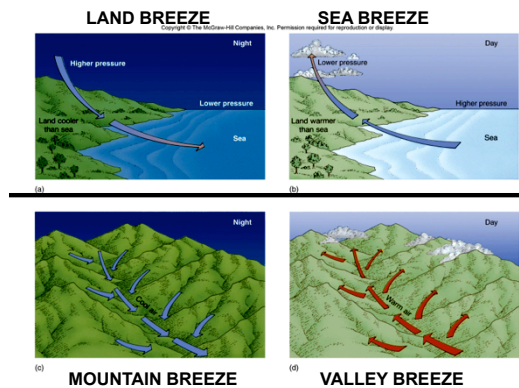 LAND BREEZE
SEA BREEZE
Copyright © The McGraw-Hill Companies, Inc. Permission required for reproduction or display.
Night
Higher pressure
Lower pressure
Land cooler
than sea
Sea
(a)
Day
Lower pressure
Higher pressure
Land warmer
than sea
Sea
(b)
Night
Cool air
(c)
Day
Warm air
(d)
MOUNTAIN BREEZE
VALLEY BREEZE